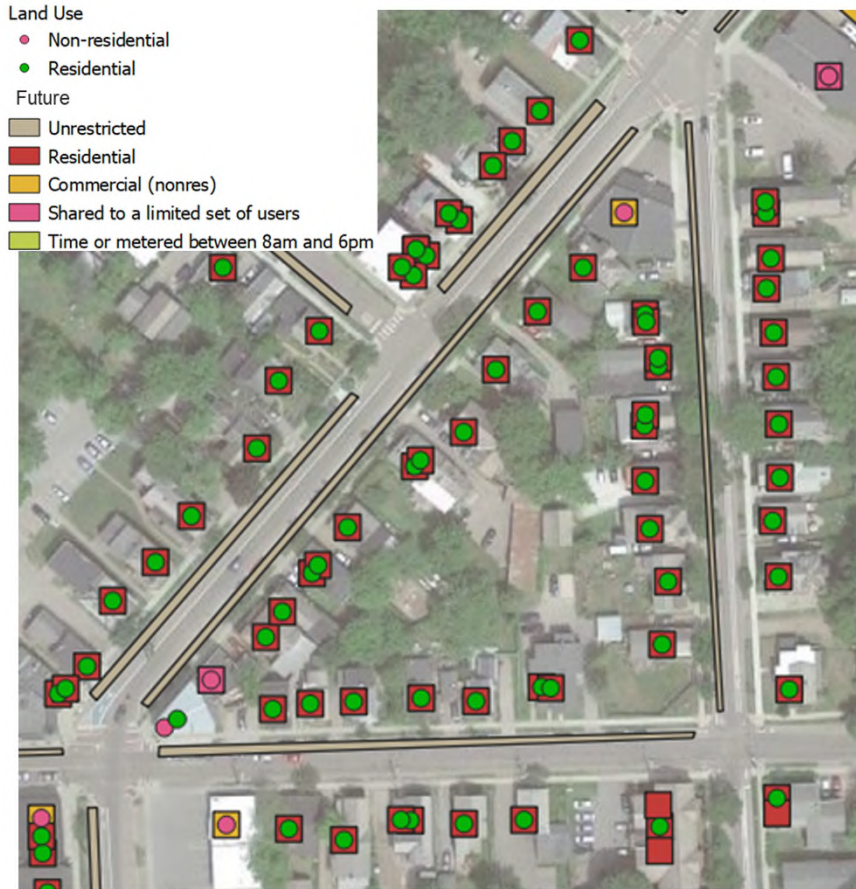 Land Use
Non-residential
Residential
Future
Unrestricted
Residential
Commercial (nonres)
Shared to a limited set of users
Time or metered between 8am and 6pm